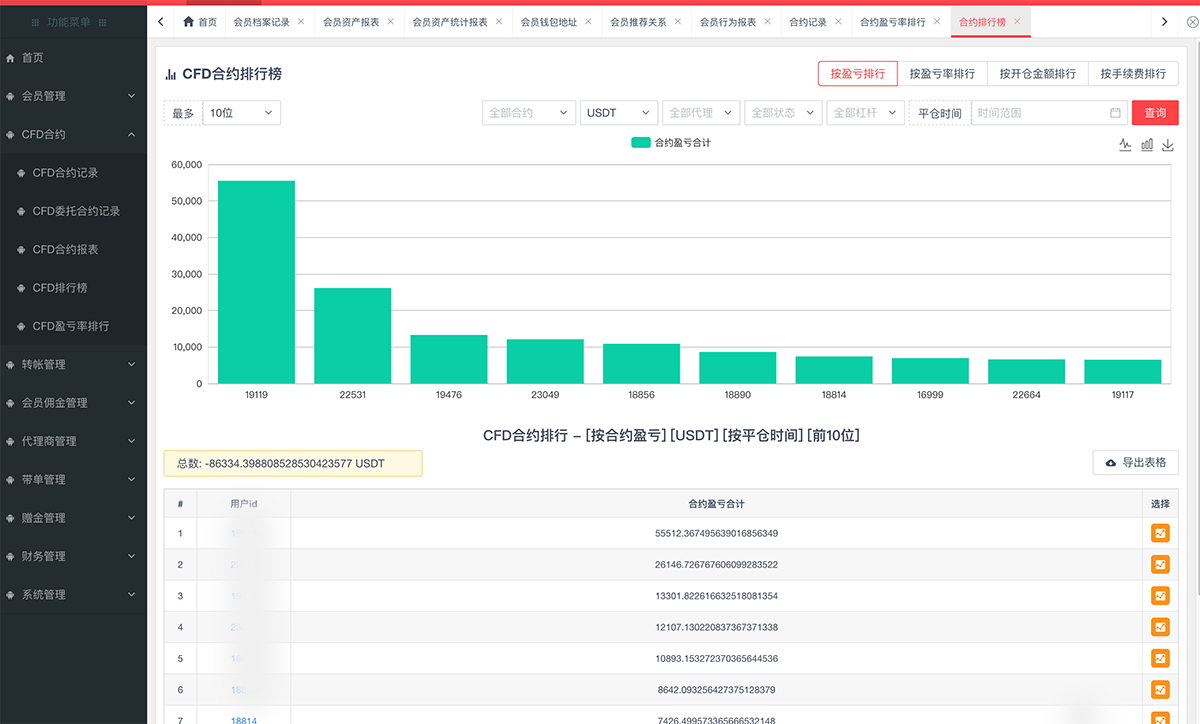 功能菜单
首页
会员管理
CFD合约
CFD合约记录
CFD委托合约记录
CFD合约报表
CFD排行榜
CFD盈亏率排行
转帐管理
会员佣金管理
代理商管理
带单管理
赠金管理
财务管理
系统管理
首页 会员档案记录 会员资产报表 会员资产统计报表 会员钱包地址 会员推荐关系 会员行为报表 合约记录 合约盈亏率排行 合约排行榜
CFD合约排行榜
按盈亏排行 按盈亏率排行 按开仓金额排行 按手续费排行
最多 10位 全部合约 USDT 全部代理 全部状态 全部杠杆 平仓时间 时间范围 查询
合约盈亏合计
60,000
50,000
40,000
30,000
20,000
10,000
0
19119 22531 19476 23049 18856 18890 18814 16999 22664 19117
CFD合约排行 – [按合约盈亏] [USDT] [按平仓时间] [前10位]
总数: -86334.398808528530423577 USDT
导出表格
# 用户id 合约盈亏合计 选择
1 55512.367495639016856349
2 26146.726767606099283522
3 13301.822616632518081354
4 12107.130220837367371338
5 10893.153272370365644536
6 8642.093256427375128379
7 18814 7426.499573365666532148